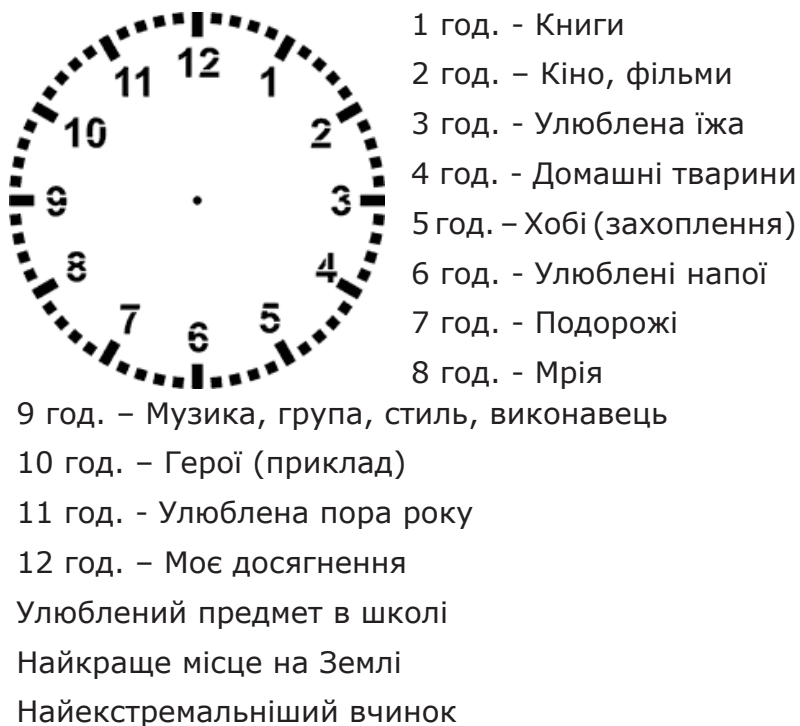 12
11
1
10
2
9
3
8
4
7
5
6
1 год. - Книги
2 год. – Кіно, фільми
3 год. - Улюблена їжа
4 год. - Домашні тварини
5 год. – Хобі (захоплення)
6 год. - Улюблені напої
7 год. - Подорожі
8 год. - Мрія
9 год. – Музика, група, стиль, виконавець
10 год. – Герої (приклад)
11 год. - Улюблена пора року
12 год. – Моє досягнення
Улюблений предмет в школі
Найкраще місце на Землі
Найекстремальніший вчинок